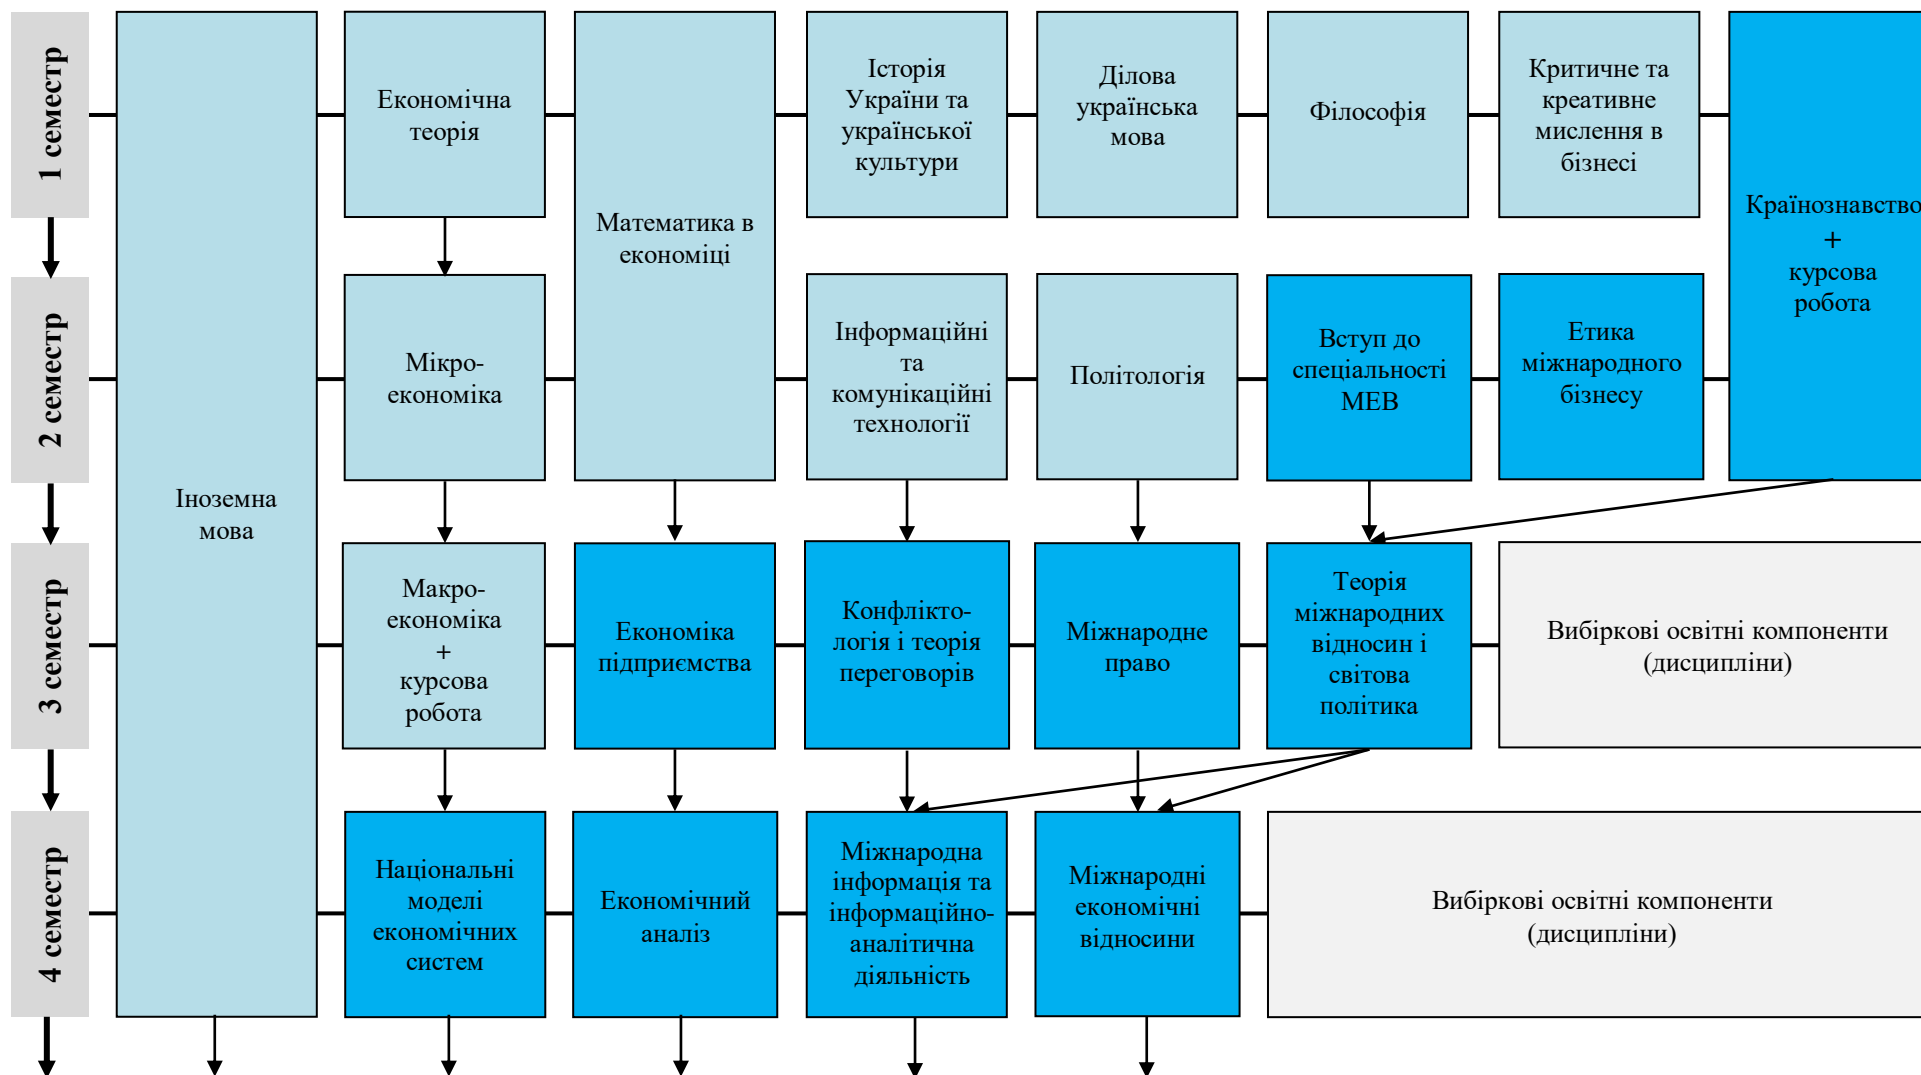 1 семестр
Економічна
теорія
Історія
України та
української
культури
Ділова
українська
мова
Філософія
Критичне та
креативне
мислення в
бізнесі
Країнознавство
+
курсова
робота
Математика в
економіці
2 семестр
Мікро-
економіка
Інформаційні
та
комунікаційні
технології
Політологія
Вступ до
спеціальності
МЕВ
Етика
міжнародного
бізнесу
Іноземна
мова
3 семестр
Макро-
економіка
+
курсова
робота
Економіка
підприємства
Конфлікто-
логія і теорія
переговорів
Міжнародне
право
Теорія
міжнародних
відносин і
світова
політика
Вибіркові освітні компоненти
(дисципліни)
4 семестр
Національні
моделі
економічних
систем
Економічний
аналіз
Міжнародна
інформація та
інформаційно-
аналітична
діяльність
Міжнародні
економічні
відносини
Вибіркові освітні компоненти
(дисципліни)